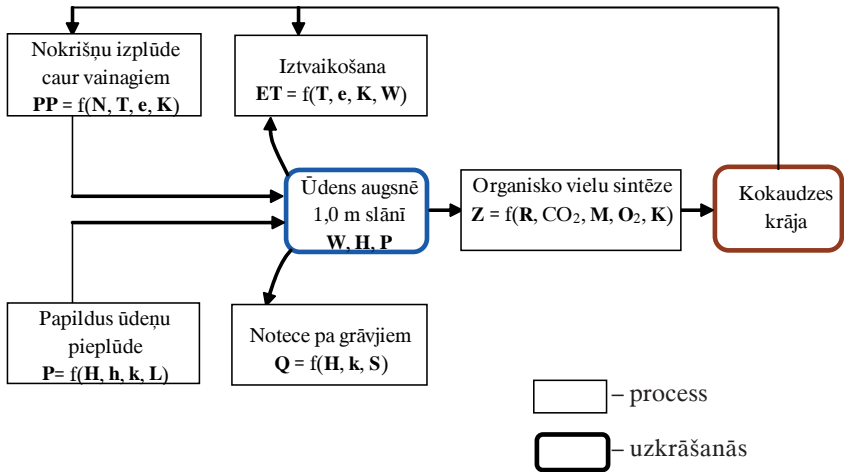 Nokrišņu izplūde
caur vainagiem
PP = f(N, T, e, K)
Iztvaikošana
ET = f(T, e, K, W)
Ūdens augsnē
1,0 m slānī
W, H, P
Organisko vielu sintēze
Z = f(R, CO₂, M, O₂, K)
Kokaudzes
krāja
Papildus ūdeņu
pieplūde
P= f(H, h, k, L)
Notece pa grāvjiem
Q = f(H, k, S)
– process
– uzkrāšanās